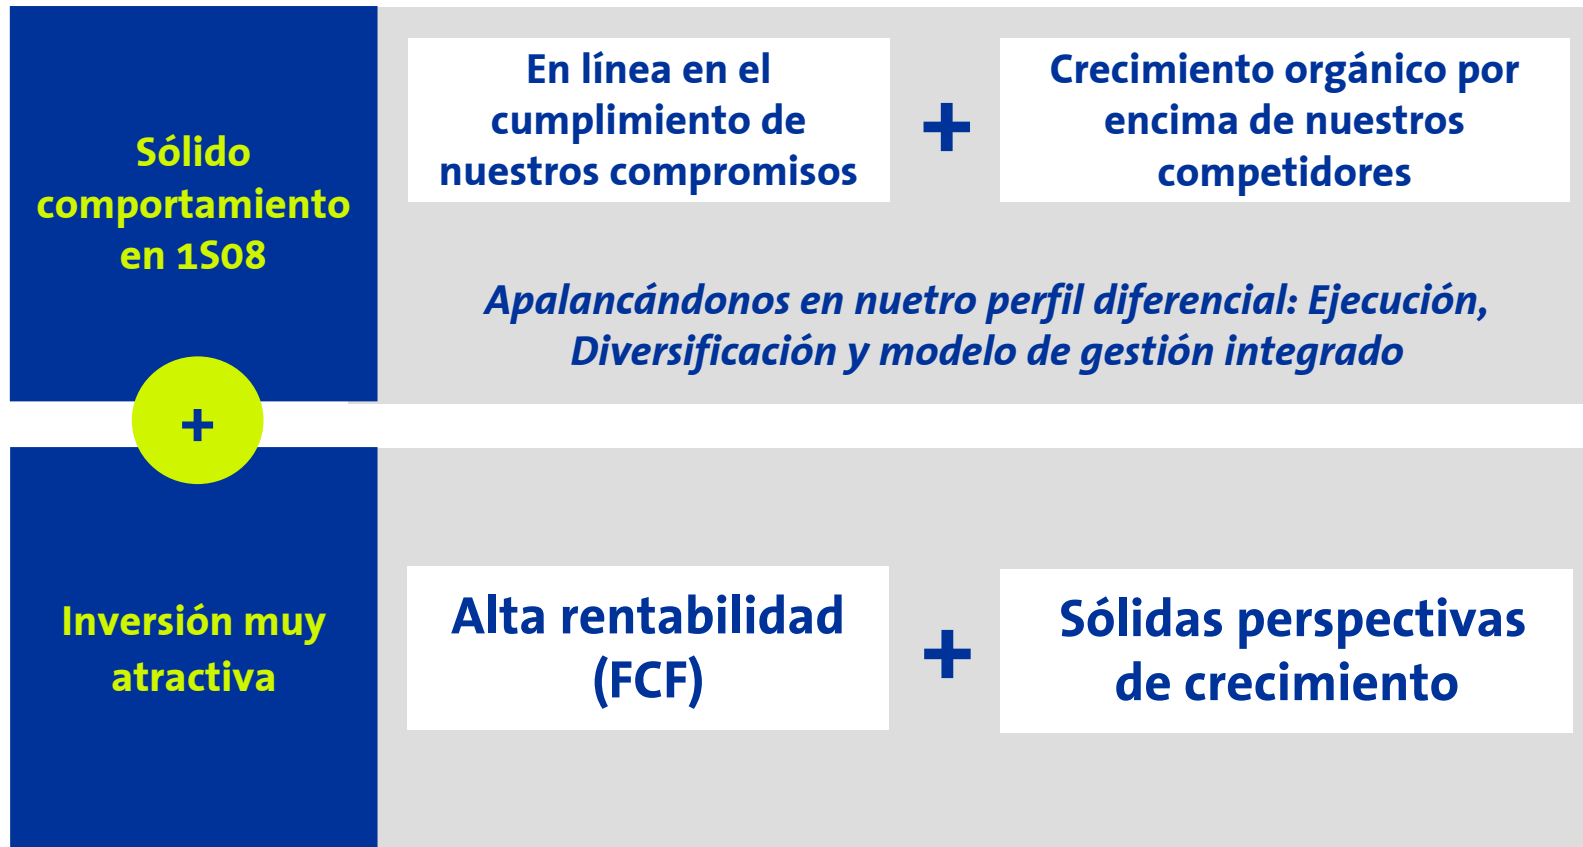 Sólido
comportamiento
en 1S08
En línea en el
cumplimiento de
nuestros compromisos
+
Crecimiento orgánico por
encima de nuestros
competidores
Apalancándonos en nuetro perfil diferencial: Ejecución,
Diversificación y modelo de gestión integrado
+
Inversión muy
atractiva
Alta rentabilidad
(FCF)
+
Sólidas perspectivas
de crecimiento